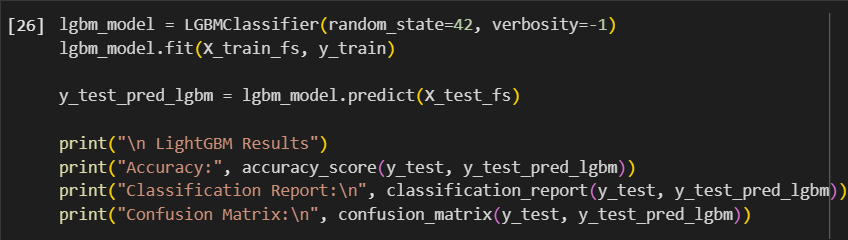 [26] lgbm_model = LGBMClassifier(random_state=42, verbosity=-1)
lgbm_model.fit(X_train_fs, y_train)
y_test_pred_lgbm = lgbm_model.predict(X_test_fs)
print("\n LightGBM Results")
print("Accuracy:", accuracy_score(y_test, y_test_pred_lgbm))
print("Classification Report:\n", classification_report(y_test, y_test_pred_lgbm))
print("Confusion Matrix:\n", confusion_matrix(y_test, y_test_pred_lgbm))